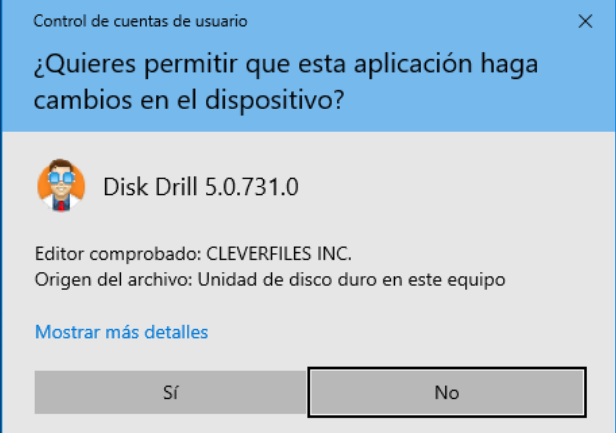 Control de cuentas de usuario
¿Quieres permitir que esta aplicación haga
cambios en el dispositivo?
Disk Drill 5.0.731.0
Editor comprobado: CLEVERFILES INC.
Origen del archivo: Unidad de disco duro en este equipo
Mostrar más detalles
Sí
No